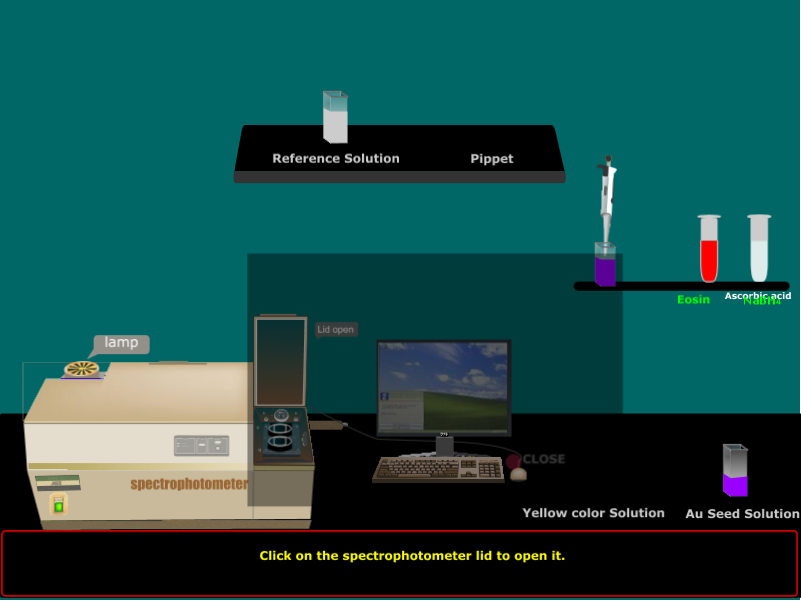 Reference Solution
Pippet
Eosin
Ascorbic acid
Lid open
lamp
CLOSE
spectrophotometer
Yellow color Solution
Au Seed Solution
Click on the spectrophotometer lid to open it.